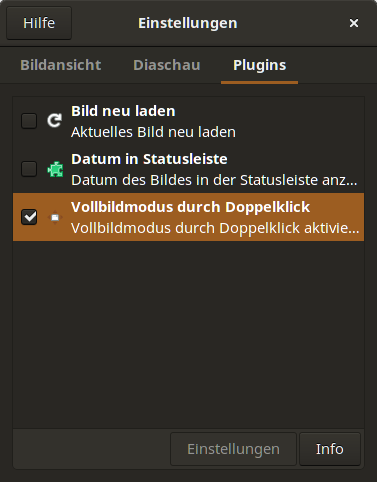 Hilfe
Einstellungen
×
Bildansicht
Diaschau
Plugins
Bild neu laden
Aktuelles Bild neu laden
Datum in Statusleiste
Datum des Bildes in der Statusleiste anz...
Vollbildmodus durch Doppelklick
Vollbildmodus durch Doppelklick aktivie...
Einstellungen
Info